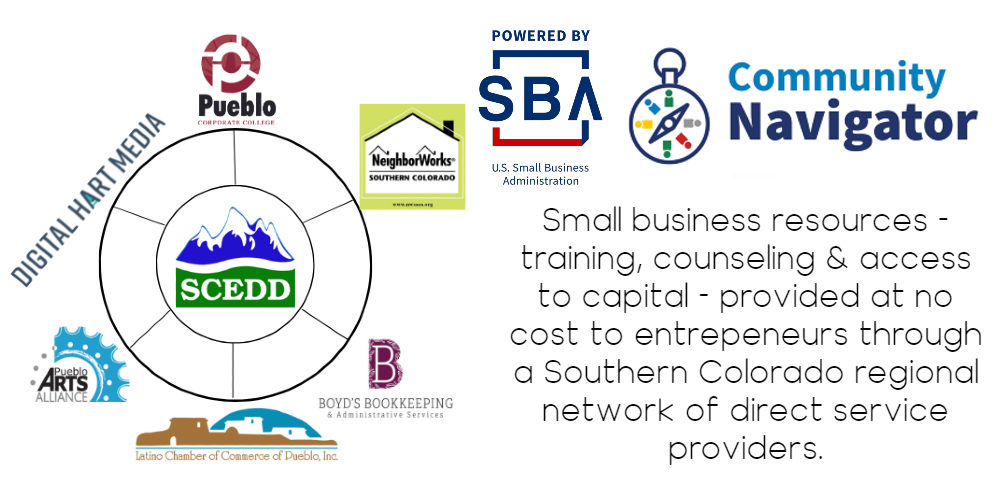 Pueblo
CORPORATE COLLEGE
DIGITAL HART MEDIA
NeighborWorks®
SOUTHERN COLORADO
SCEDD
Pueblo
ARTS
ALLIANCE
B
BOYD'S BOOKKEEPING
& Administrative Services
Latino Chamber of Commerce of Pueblo, Inc.
POWERED BY
SBA
U.S. Small Business
Administration
Community
Navigator
Small business resources -
training, counseling & access
to capital - provided at no
cost to entrepeneurs through
a Southern Colorado regional
network of direct service
providers.